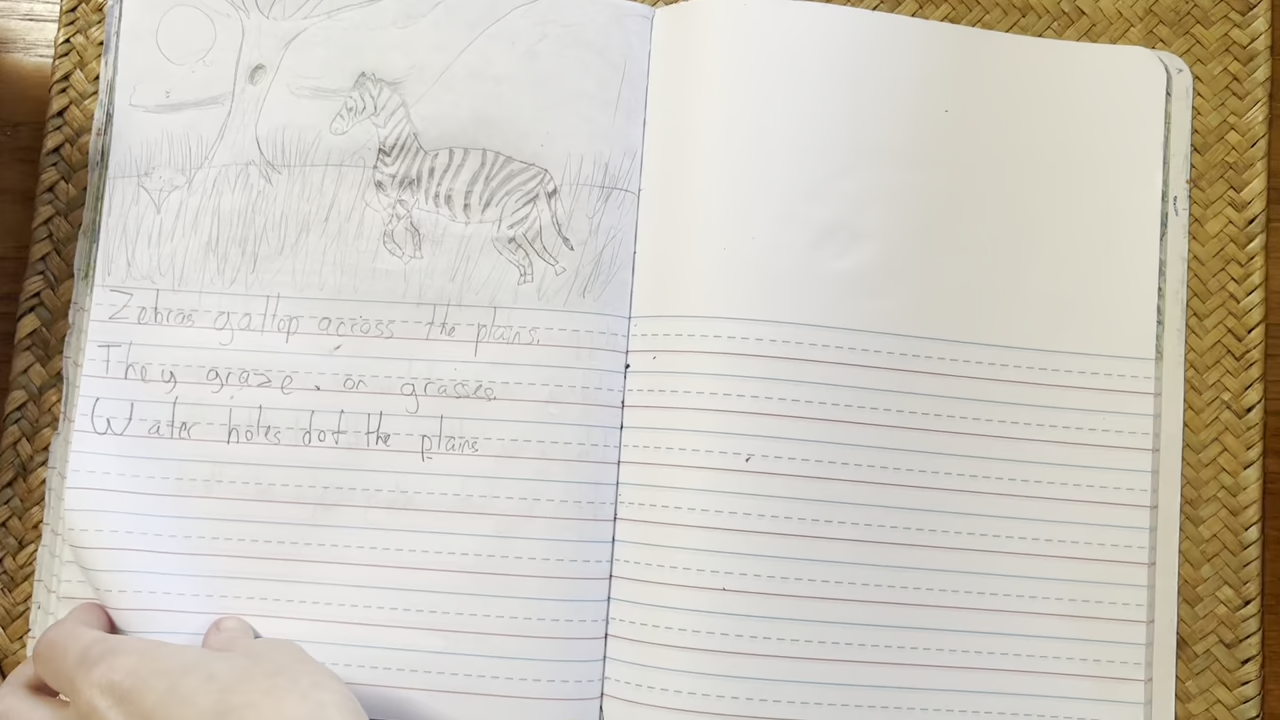 Zebras gallop across the plains.
They graze. on grasses.
Water holes dot the plains